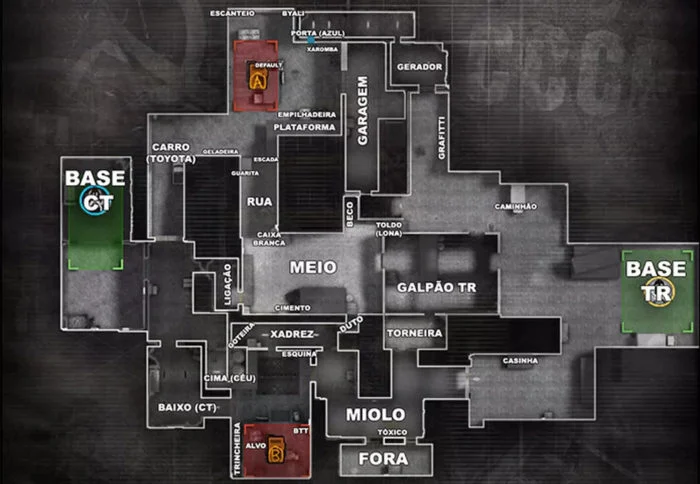 ESCANTEIO
BYALI
PORTA (AZUL)
XAROMBA
DEFAULT
A
GERADOR
GARAGEM
EMPILHADEIRA
PLATAFORMA
GRAFITTI
CARRO
(TOYOTA)
GELADEIRA
ESCADA
GUARITA
BASE
CT
RUA
BECO
CAMINHÃO
TOLDO
(LONA)
CAIXA
BRANCA
MEIO
LIGAÇÃO
GALPÃO TR
BASE
TR
CIMENTO
GOTEIRA
XADREZ
DUTO
TORNEIRA
ESQUINA
CASINHA
CIMA (CÉU)
BAIXO (CT)
MIOLO
TÓXICO
TRINCHEIRA
ALVO
BTT
B
FORA